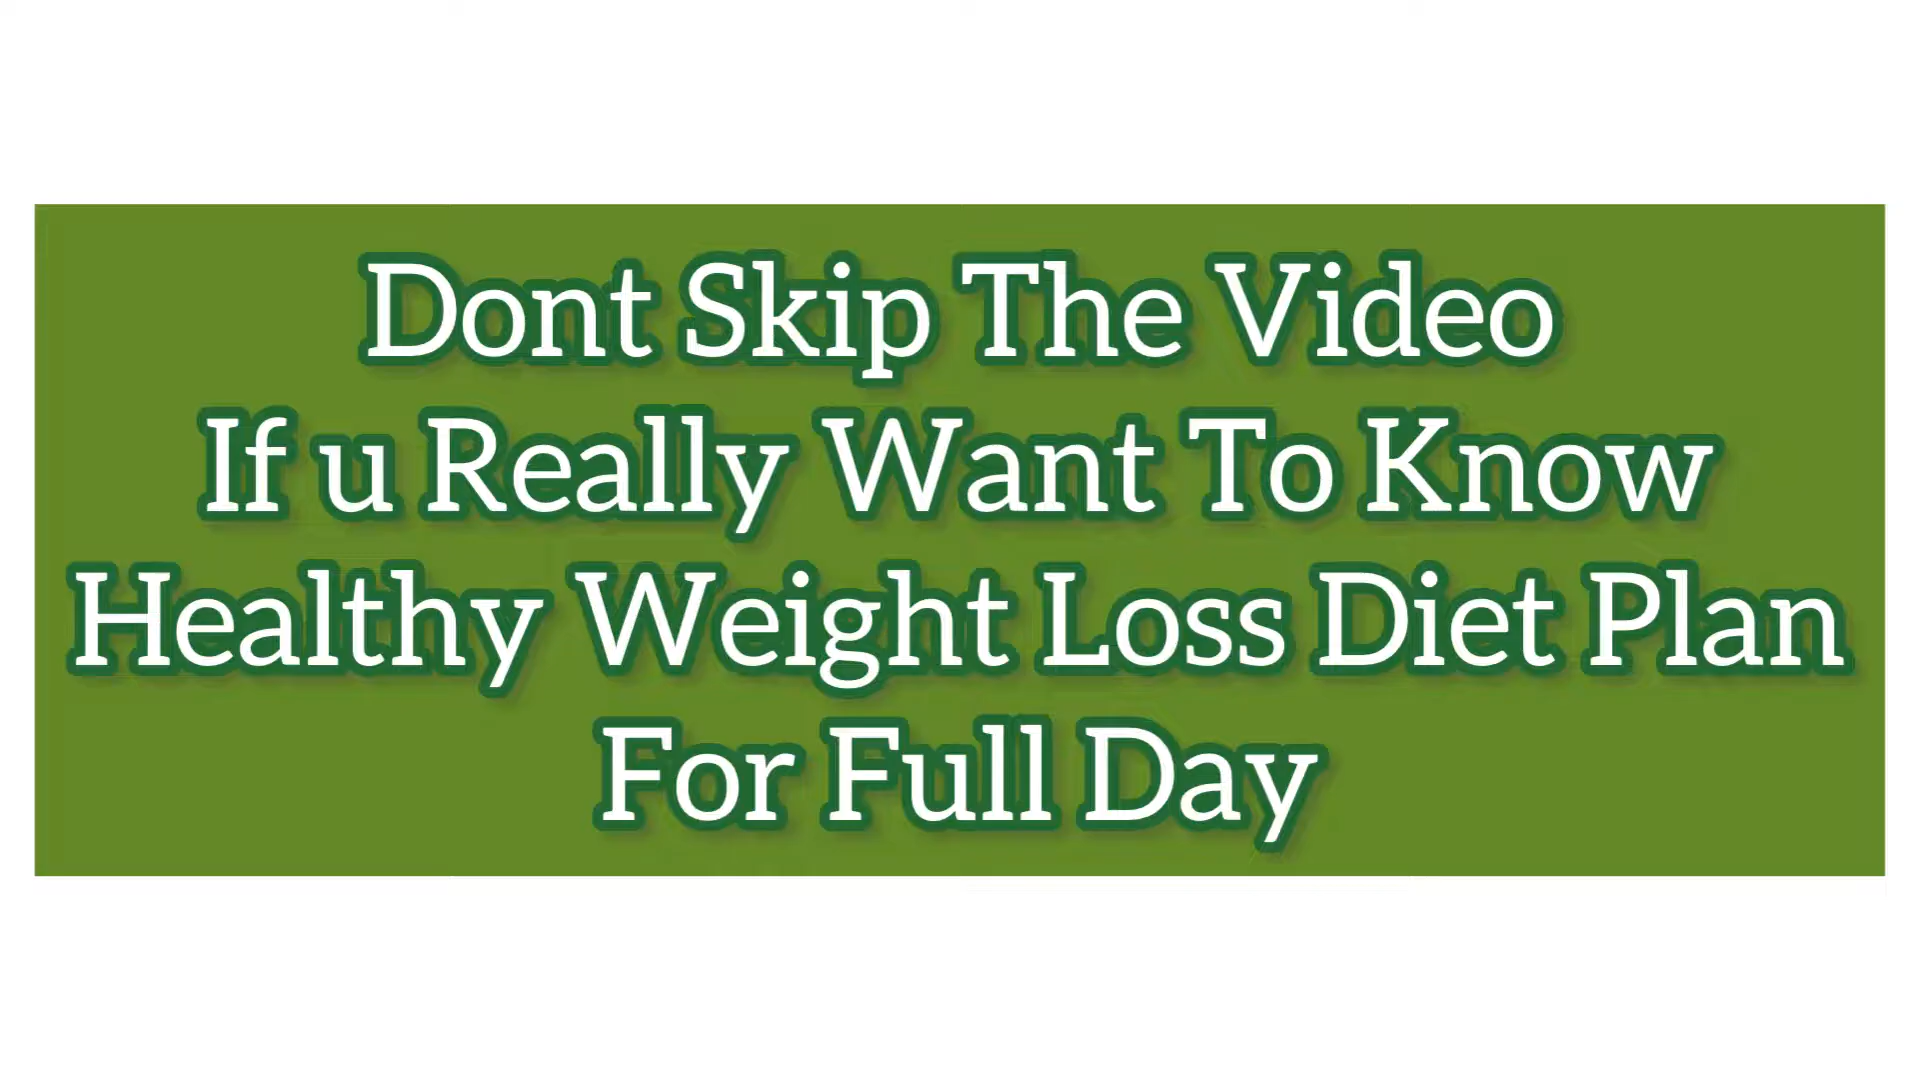 Dont Skip The Video
If u Really Want To Know
Healthy Weight Loss Diet Plan
For Full Day